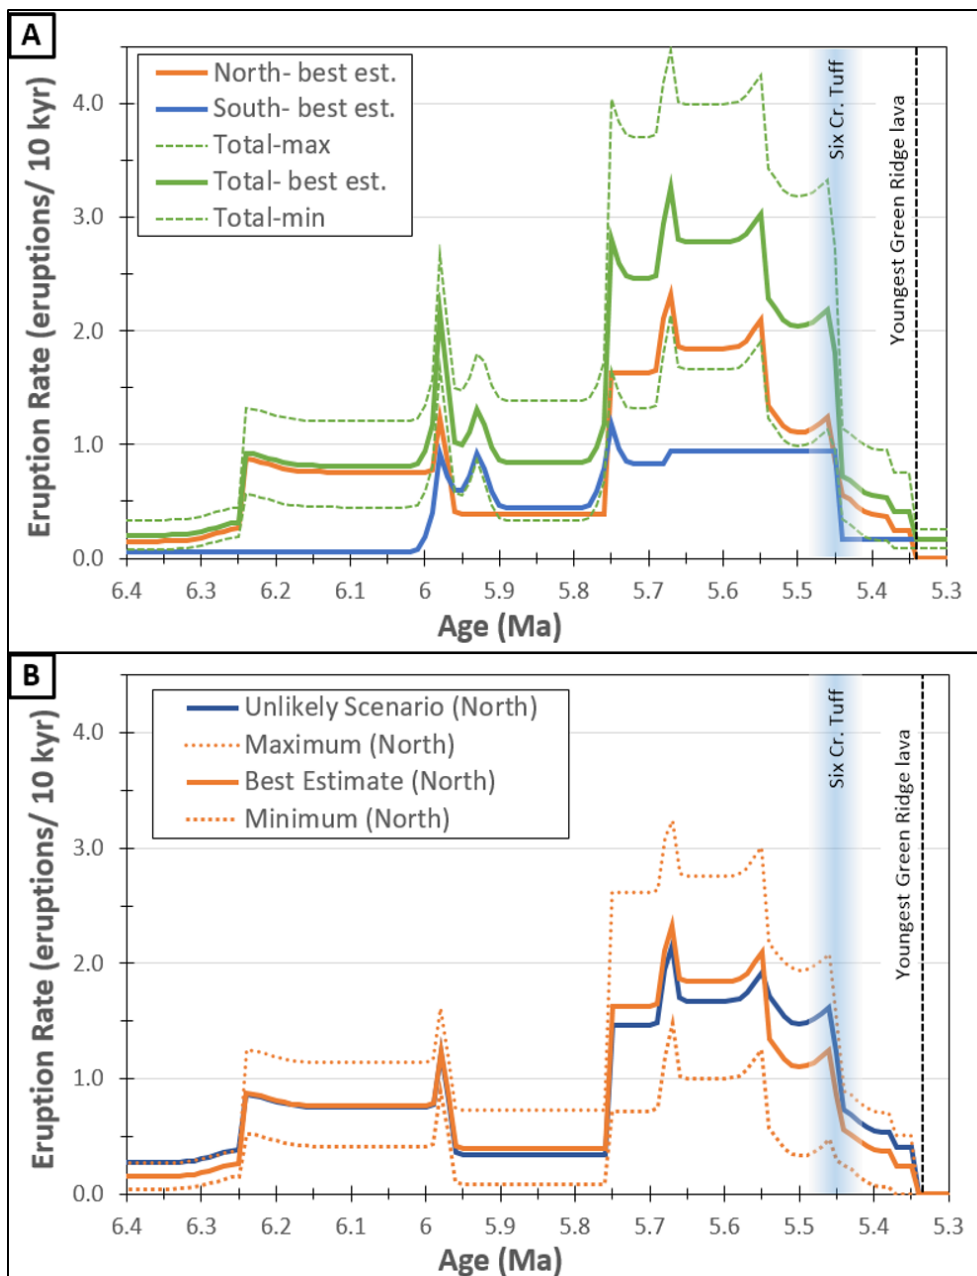 A
Eruption Rate (eruptions/ 10 kyr)
4.0
3.0
2.0
1.0
0.0
North- best est.
South- best est.
Total-max
Total- best est.
Total-min
Six Cr. Tuff
Youngest Green Ridge lava
6.4 6.3 6.2 6.1 6 5.9 5.8 5.7 5.6 5.5 5.4 5.3
Age (Ma)
B
Eruption Rate (eruptions/ 10 kyr)
4.0
3.0
2.0
1.0
0.0
Unlikely Scenario (North)
Maximum (North)
Best Estimate (North)
Minimum (North)
Six Cr. Tuff
Youngest Green Ridge lava
6.4 6.3 6.2 6.1 6 5.9 5.8 5.7 5.6 5.5 5.4 5.3
Age (Ma)